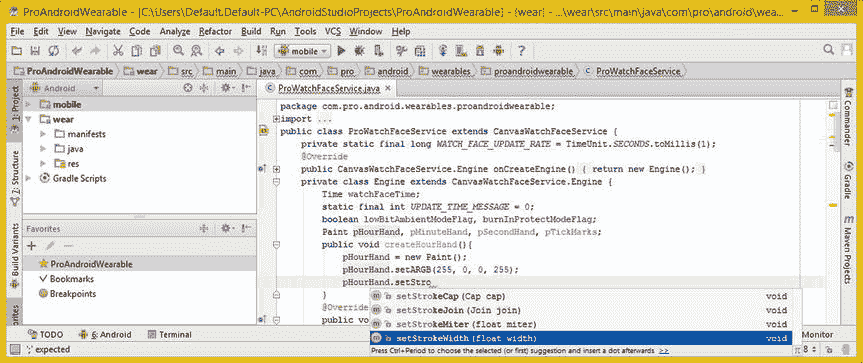 ProAndroidWearable - [C:\Users\Default.Default-PC\AndroidStudioProjects\ProAndroidWearable] - [wear] - ...\wear\src\main\java\com\pro\android\wea...
File Edit View Navigate Code Analyze Refactor Build Run Tools VCS Window Help
mobile
ProAndroidWearable wear src main java com pro android wearables proandroidwearable ProWatchFaceService
Android
ProWatchFaceService.java
mobile
wear
manifests
java
res
Gradle Scripts
Favorites
ProAndroidWearable
Bookmarks
Breakpoints
1: Project
7: Structure
Build Variants
Favorites
package com.pro.android.wearables.proandroidwearable;
import ...
public class ProWatchFaceService extends CanvasWatchFaceService {
private static final long WATCH_FACE_UPDATE_RATE = TimeUnit.SECONDS.toMillis(1);
@Override
public CanvasWatchFaceService.Engine onCreateEngine() { return new Engine(); }
private class Engine extends CanvasWatchFaceService.Engine {
Time watchFaceTime;
static final int UPDATE_TIME_MESSAGE = 0;
boolean lowBitAmbientModeFlag, burnInProtectModeFlag;
Paint pHourHand, pMinuteHand, pSecondHand, pTickMarks;
public void createHourHand(){
pHourHand = new Paint();
pHourHand.setARGB(255, 0, 0, 255);
pHourHand.setStro
}
@Override
public vo
setStrokeCap (Cap cap) void
setStrokeJoin (Join join) void
setStrokeMiter (float miter) void
setStrokeWidth (float width) void
Press Ctrl+Period to choose the selected (or first) suggestion and insert a dot afterwards >>
Commander
Gradle
m Maven Projects
TODO 6: Android Terminal
Monitor
expected
8